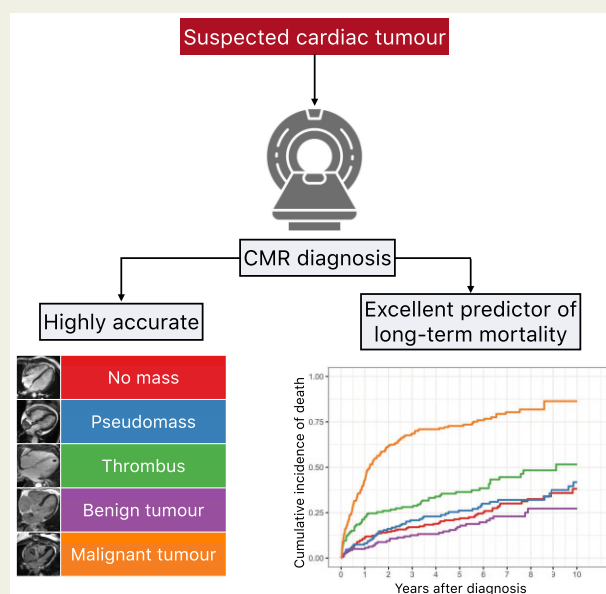 Suspected cardiac tumour
CMR diagnosis
Highly accurate
Excellent predictor of
long-term mortality
No mass
Pseudomass
Thrombus
Benign tumour
Malignant tumour
Cumulative incidence of death
1.00
0.75
0.50
0.25
0.00
0 1 2 3 4 5 6 7 8 9 10
Years after diagnosis